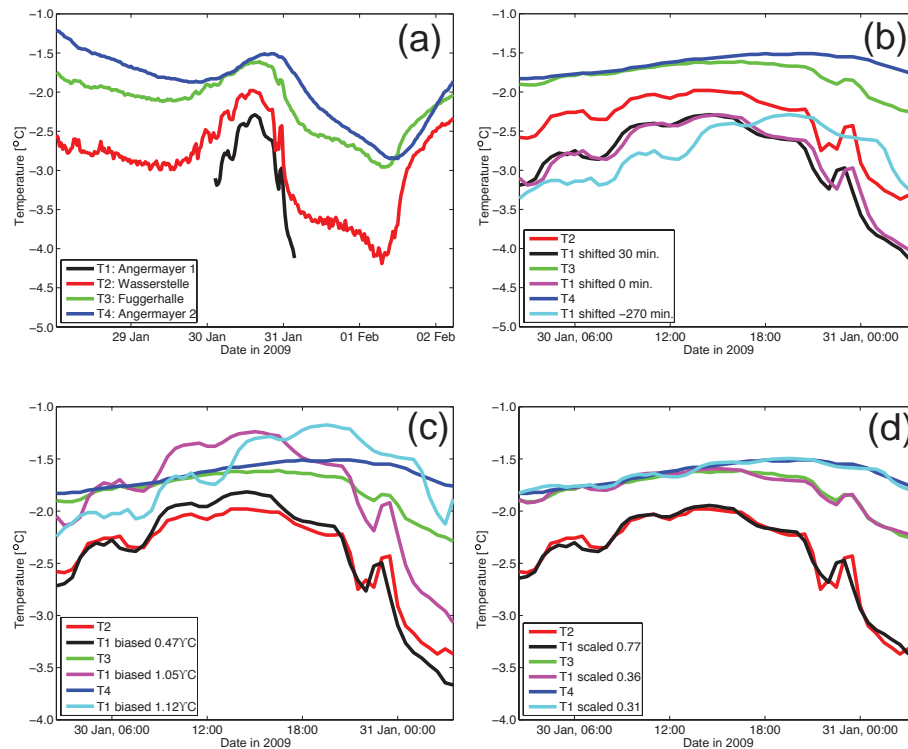 (a)
Temperature [°C]
−1.0
−1.5
−2.0
−2.5
−3.0
−3.5
−4.0
−4.5
−5.0
T1: Angermayer 1
T2: Wasserstelle
T3: Fuggerhalle
T4: Angermayer 2
29 Jan
30 Jan
31 Jan
01 Feb
02 Feb
Date in 2009
(b)
Temperature [°C]
−1.0
−1.5
−2.0
−2.5
−3.0
−3.5
−4.0
−4.5
−5.0
T2
T1 shifted 30 min.
T3
T1 shifted 0 min.
T4
T1 shifted −270 min.
30 Jan, 06:00
12:00
18:00
31 Jan, 00:00
Date in 2009
(c)
Temperature [°C]
−1.0
−1.5
−2.0
−2.5
−3.0
−3.5
−4.0
T2
T1 biased 0.47ϒC
T3
T1 biased 1.05ϒC
T4
T1 biased 1.12ϒC
30 Jan, 06:00
12:00
18:00
31 Jan, 00:00
Date in 2009
(d)
Temperature [°C]
−1.0
−1.5
−2.0
−2.5
−3.0
−3.5
−4.0
T2
T1 scaled 0.77
T3
T1 scaled 0.36
T4
T1 scaled 0.31
30 Jan, 06:00
12:00
18:00
31 Jan, 00:00
Date in 2009